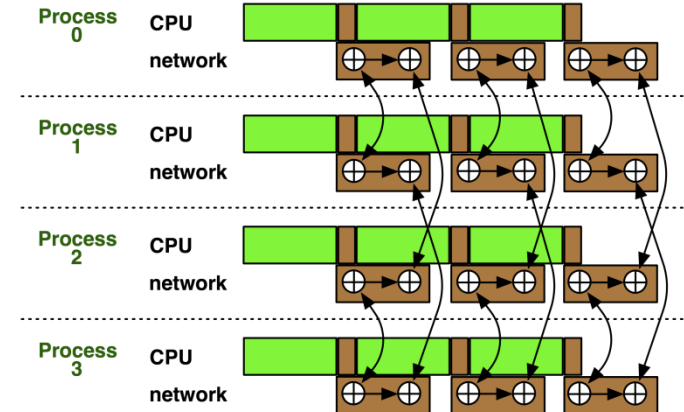 Process
0
CPU
network
Process
1
CPU
network
Process
2
CPU
network
Process
3
CPU
network